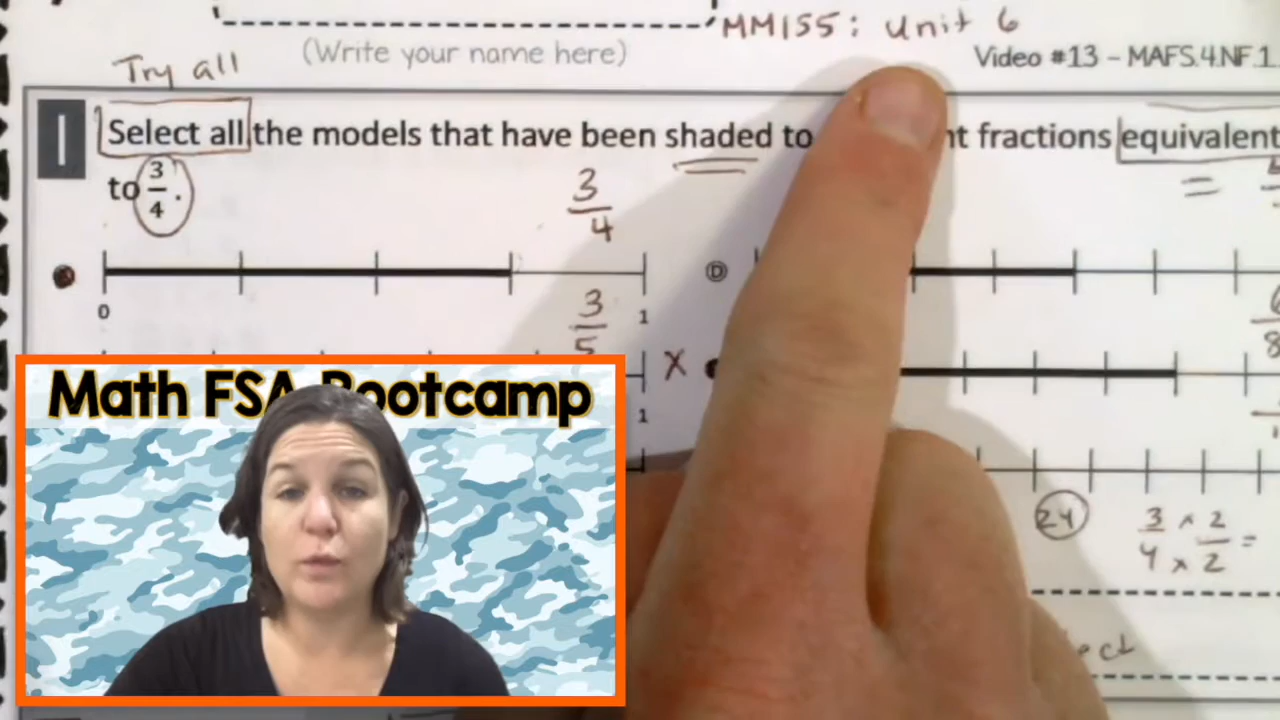 MM155: Unit 6
(Write your name here)
Video #13 – MAFS.4.NF.1
Try all
1 Select all the models that have been shaded to fractions equivalent
to 3/4.
=
3/4
D
0
1
3/5
6/8
X
1
24
3/4 x 2/2 =
Math FSA Bootcamp